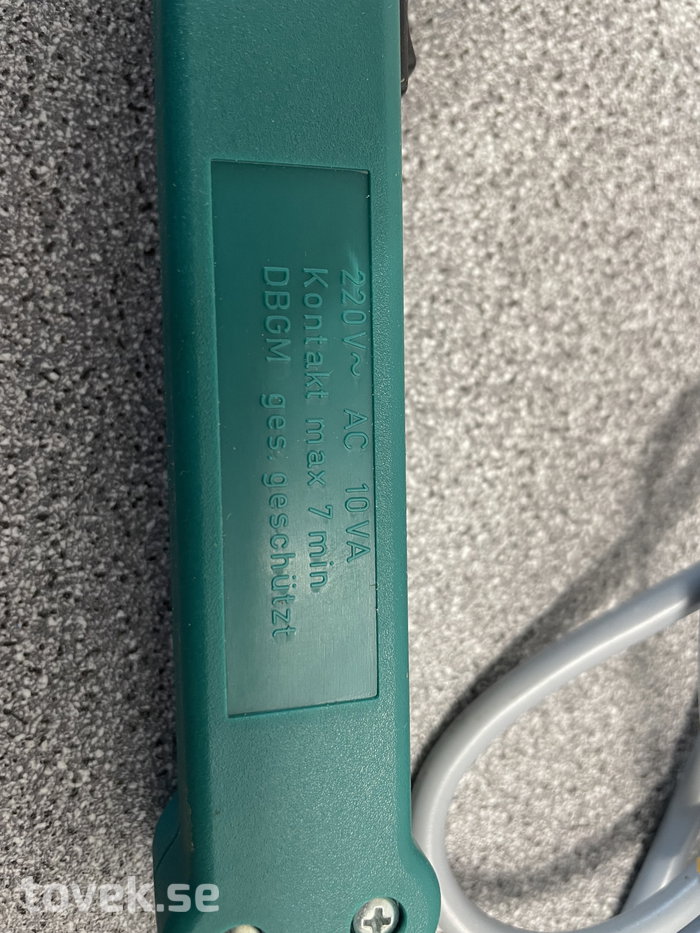 220V~ AC 10VA
Kontakt max 7 min
DBGM ges. geschützt
tovek.se